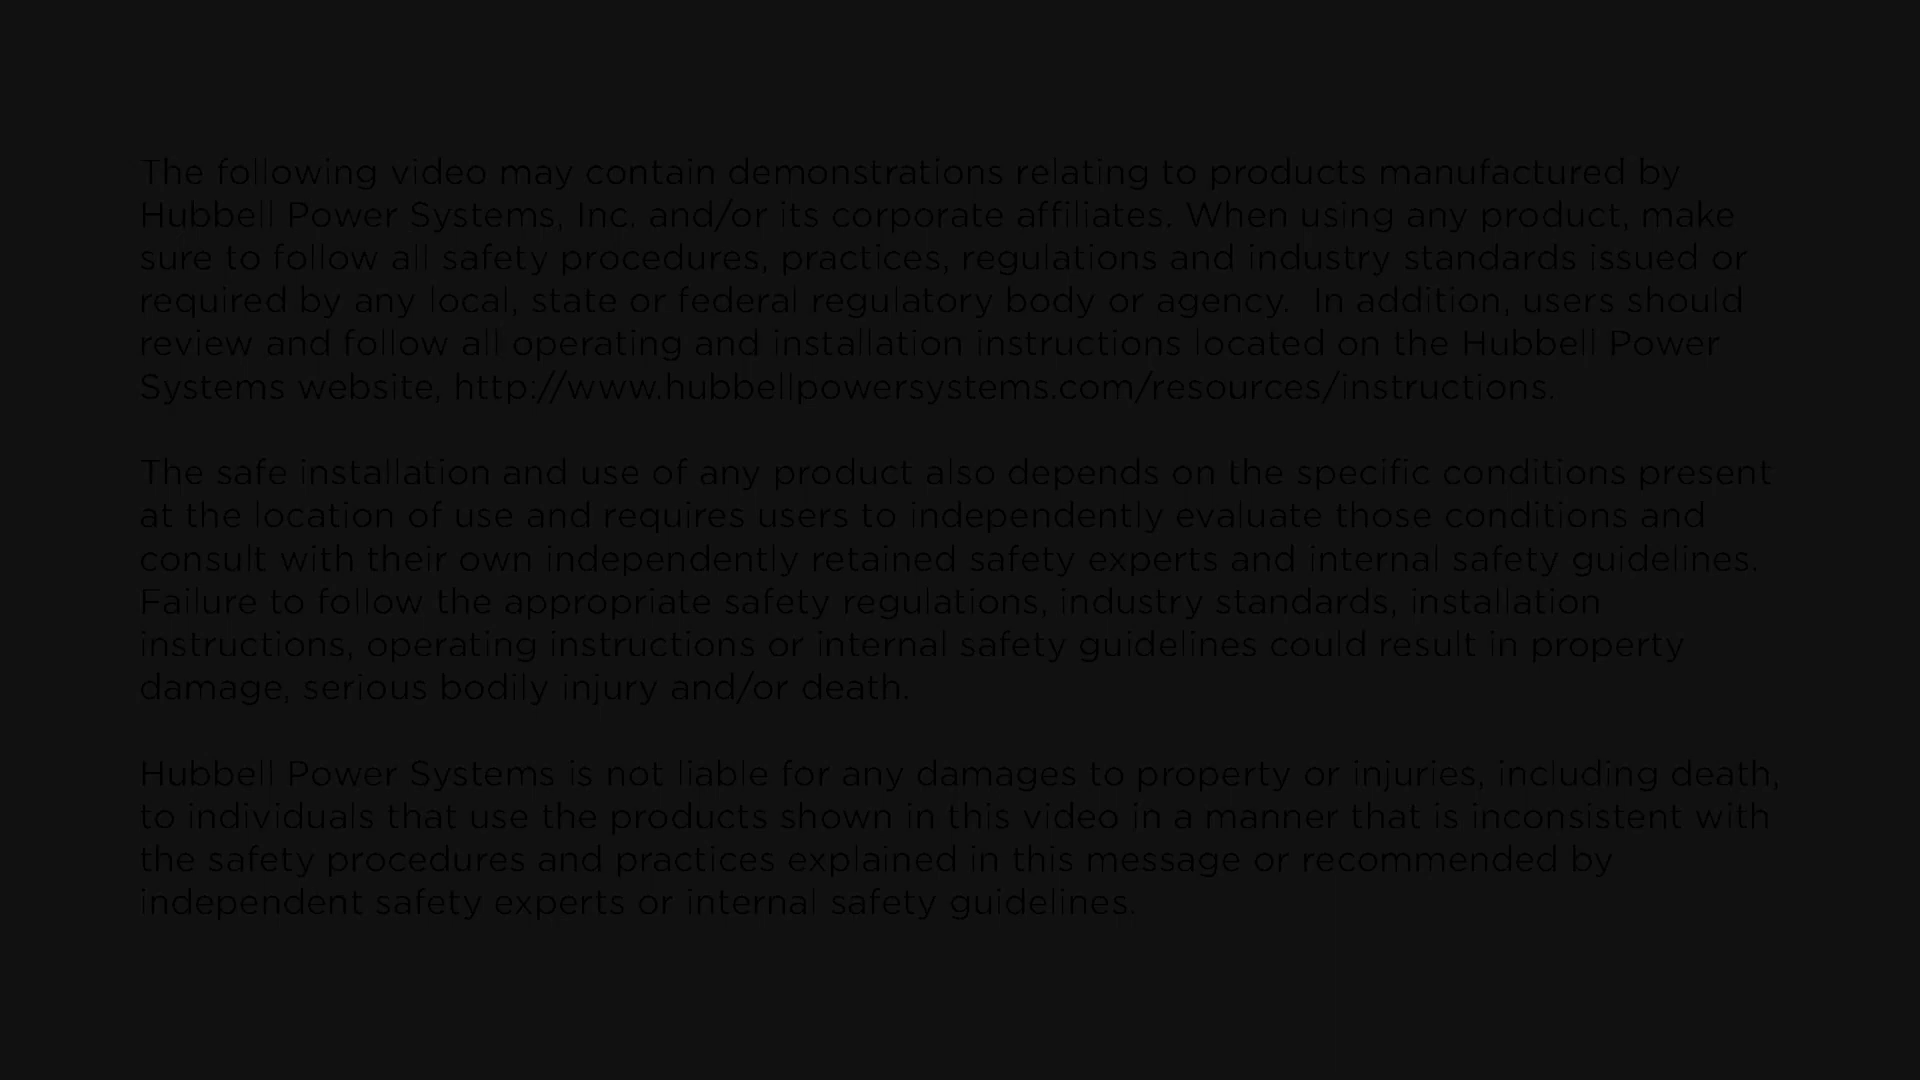 The following video may contain demonstrations relating to products manufactured by
Hubbell Power Systems, Inc. and/or its corporate affiliates. When using any product, make
sure to follow all safety procedures, practices, regulations and industry standards issued or
required by any local, state or federal regulatory body or agency.  In addition, users should
review and follow all operating and installation instructions located on the Hubbell Power
Systems website, http://www.hubbellpowersystems.com/resources/instructions.
The safe installation and use of any product also depends on the specific conditions present
at the location of use and requires users to independently evaluate those conditions and
consult with their own independently retained safety experts and internal safety guidelines.
Failure to follow the appropriate safety regulations, industry standards, installation
instructions, operating instructions or internal safety guidelines could result in property
damage, serious bodily injury and/or death.
Hubbell Power Systems is not liable for any damages to property or injuries, including death,
to individuals that use the products shown in this video in a manner that is inconsistent with
the safety procedures and practices explained in this message or recommended by
independent safety experts or internal safety guidelines.